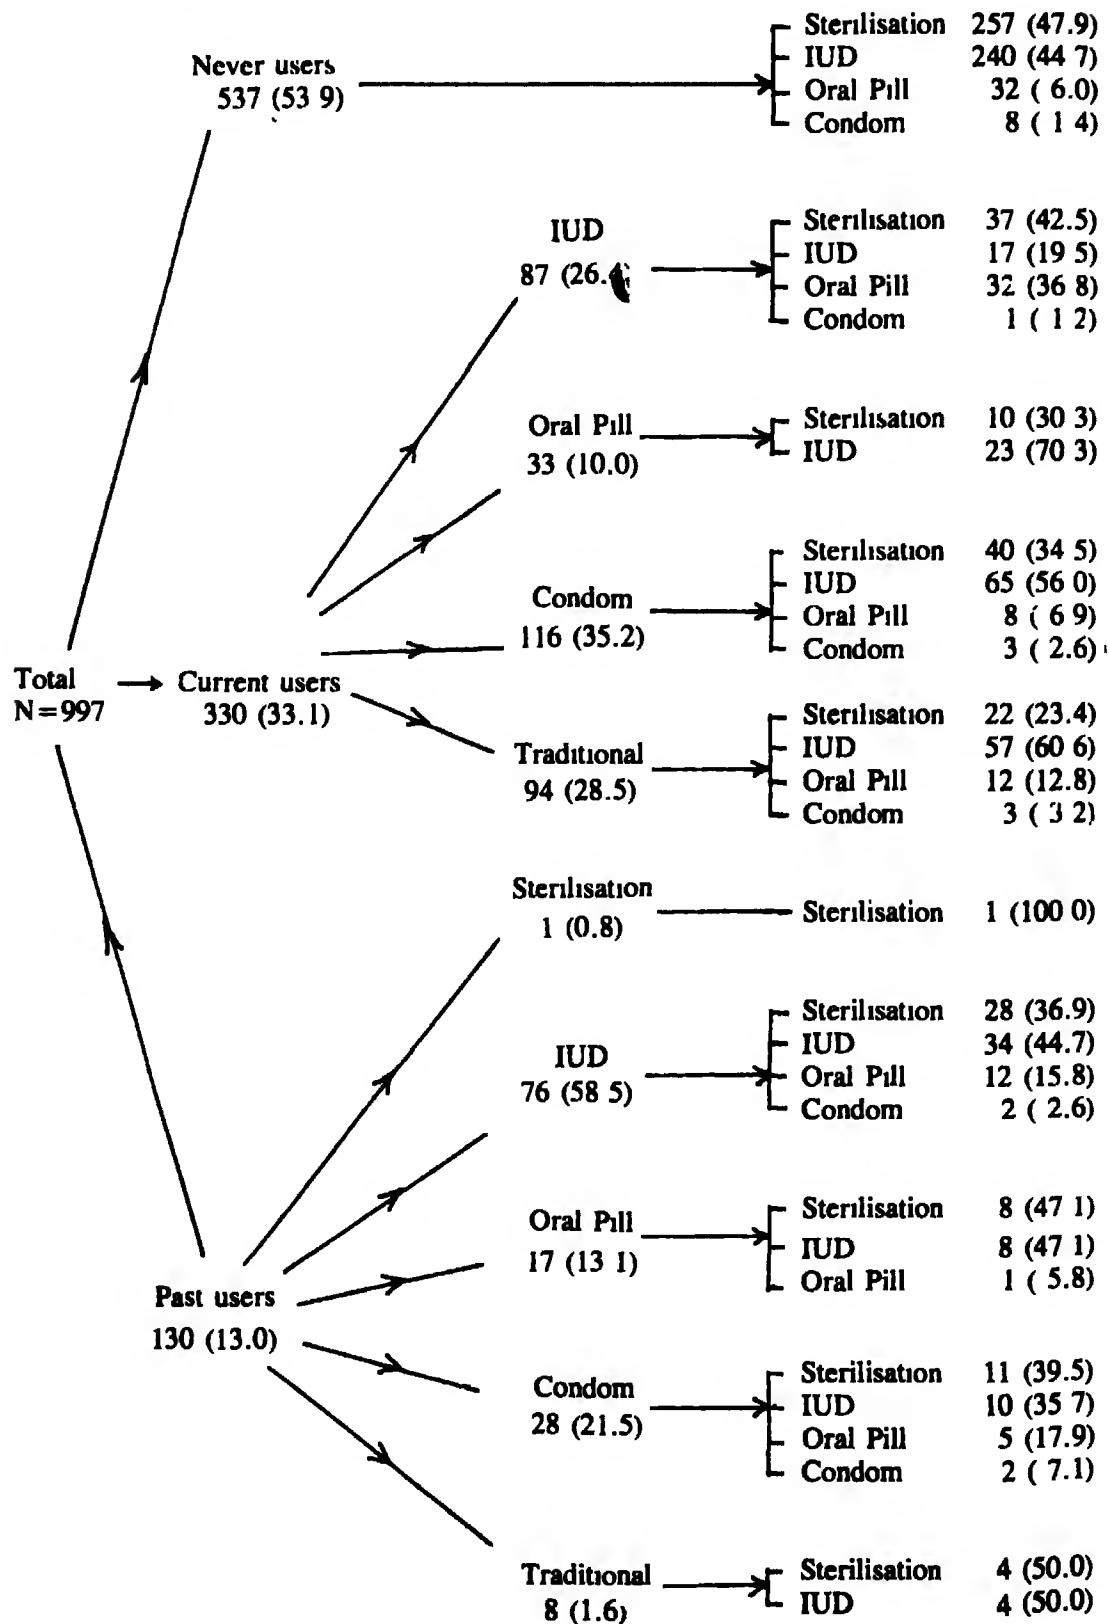 Never users
537 (53 9)
Sterilisation 257 (47.9)
IUD 240 (44 7)
Oral Pill 32 ( 6.0)
Condom 8 ( 1 4)
IUD
87 (26.4)
Sterilisation 37 (42.5)
IUD 17 (19 5)
Oral Pill 32 (36 8)
Condom 1 ( 1 2)
Oral Pill
33 (10.0)
Sterilisation 10 (30 3)
IUD 23 (70 3)
Condom
116 (35.2)
Sterilisation 40 (34 5)
IUD 65 (56 0)
Oral Pill 8 ( 6 9)
Condom 3 ( 2.6)
Total
N=997
Current users
330 (33.1)
Traditional
94 (28.5)
Sterilisation 22 (23.4)
IUD 57 (60 6)
Oral Pill 12 (12.8)
Condom 3 ( 3 2)
Sterilisation
1 (0.8)
Sterilisation 1 (100 0)
IUD
76 (58 5)
Sterilisation 28 (36.9)
IUD 34 (44.7)
Oral Pill 12 (15.8)
Condom 2 ( 2.6)
Oral Pill
17 (13 1)
Sterilisation 8 (47 1)
IUD 8 (47 1)
Oral Pill 1 ( 5.8)
Past users
130 (13.0)
Condom
28 (21.5)
Sterilisation 11 (39.5)
IUD 10 (35 7)
Oral Pill 5 (17.9)
Condom 2 ( 7.1)
Traditional
8 (1.6)
Sterilisation 4 (50.0)
IUD 4 (50.0)